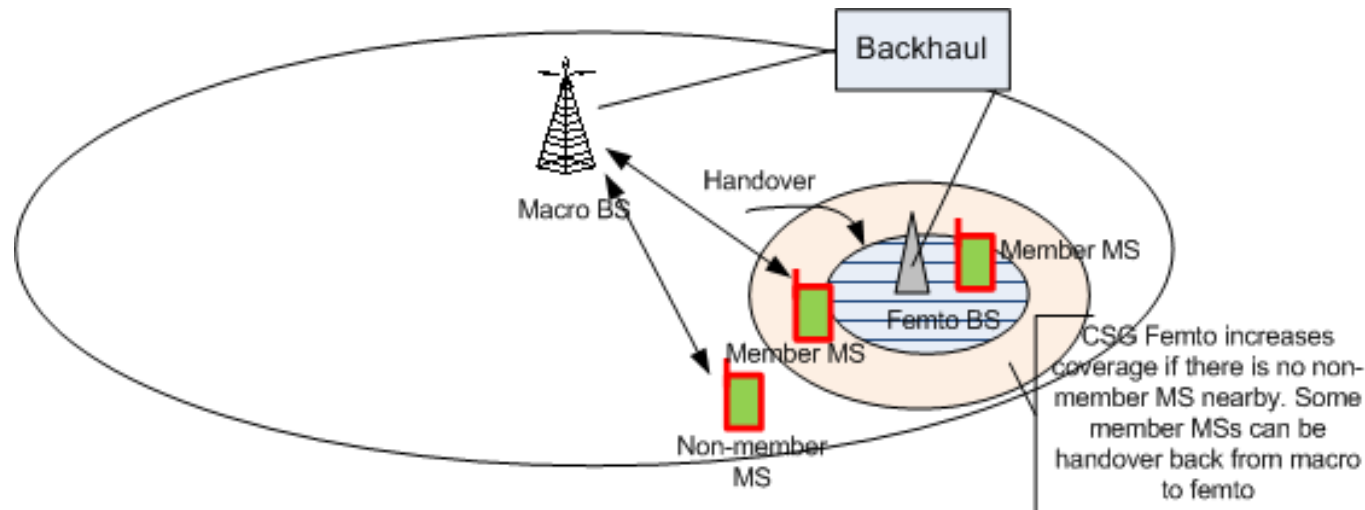 Backhaul
Handover
Macro BS
Member MS
Femto BS
Member MS
Non-member
MS
CSG Femto increases
coverage if there is no non-
member MS nearby. Some
member MSs can be
handover back from macro
to femto